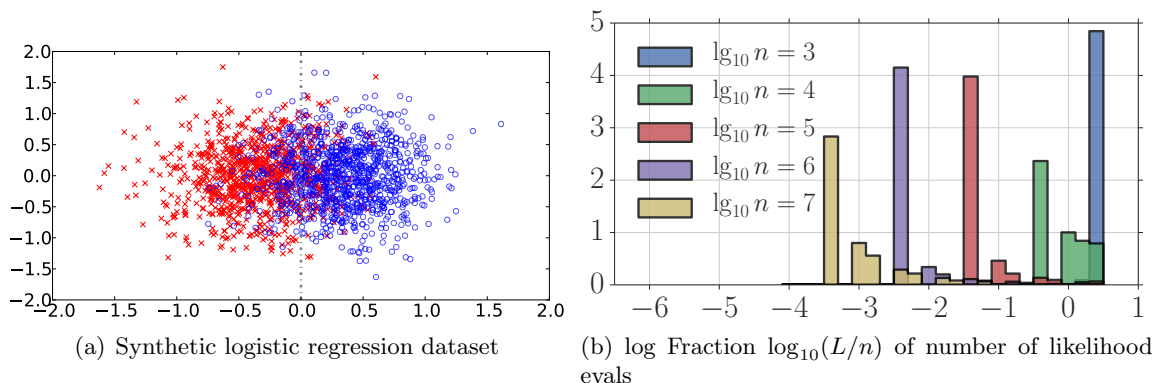 2.0
1.5
1.0
0.5
0.0
−0.5
−1.0
−1.5
−2.0
−2.0 −1.5 −1.0 −0.5 0.0 0.5 1.0 1.5 2.0
(a) Synthetic logistic regression dataset
5
4
3
2
1
0
lg₁₀ n = 3
lg₁₀ n = 4
lg₁₀ n = 5
lg₁₀ n = 6
lg₁₀ n = 7
−6 −5 −4 −3 −2 −1 0 1
(b) log Fraction log₁₀(L/n) of number of likelihood
evals